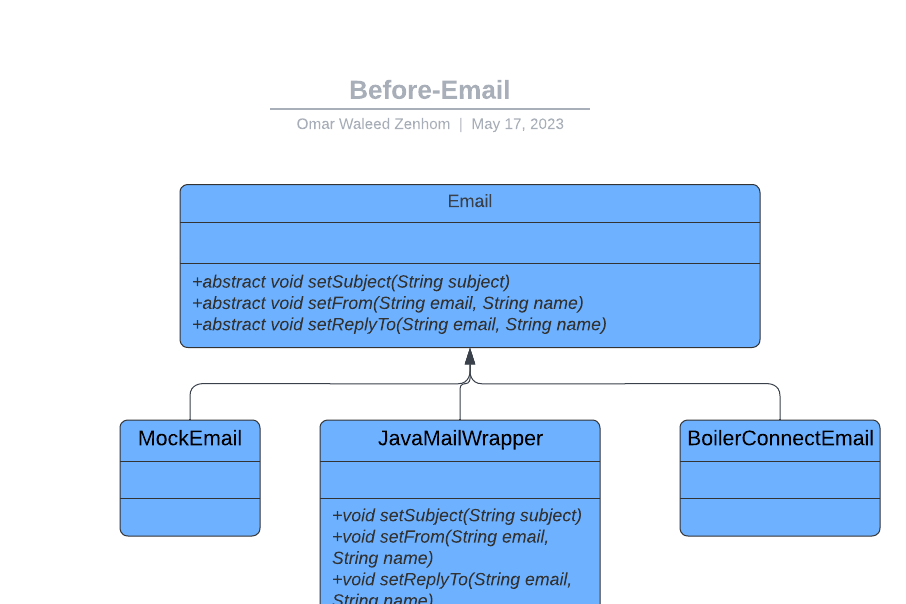 Before-Email
Omar Waleed Zenhom | May 17, 2023
Email
+abstract void setSubject(String subject)
+abstract void setFrom(String email, String name)
+abstract void setReplyTo(String email, String name)
MockEmail
JavaMailWrapper
BoilerConnectEmail
+void setSubject(String subject)
+void setFrom(String email,
String name)
+void setReplyTo(String email,
String name)